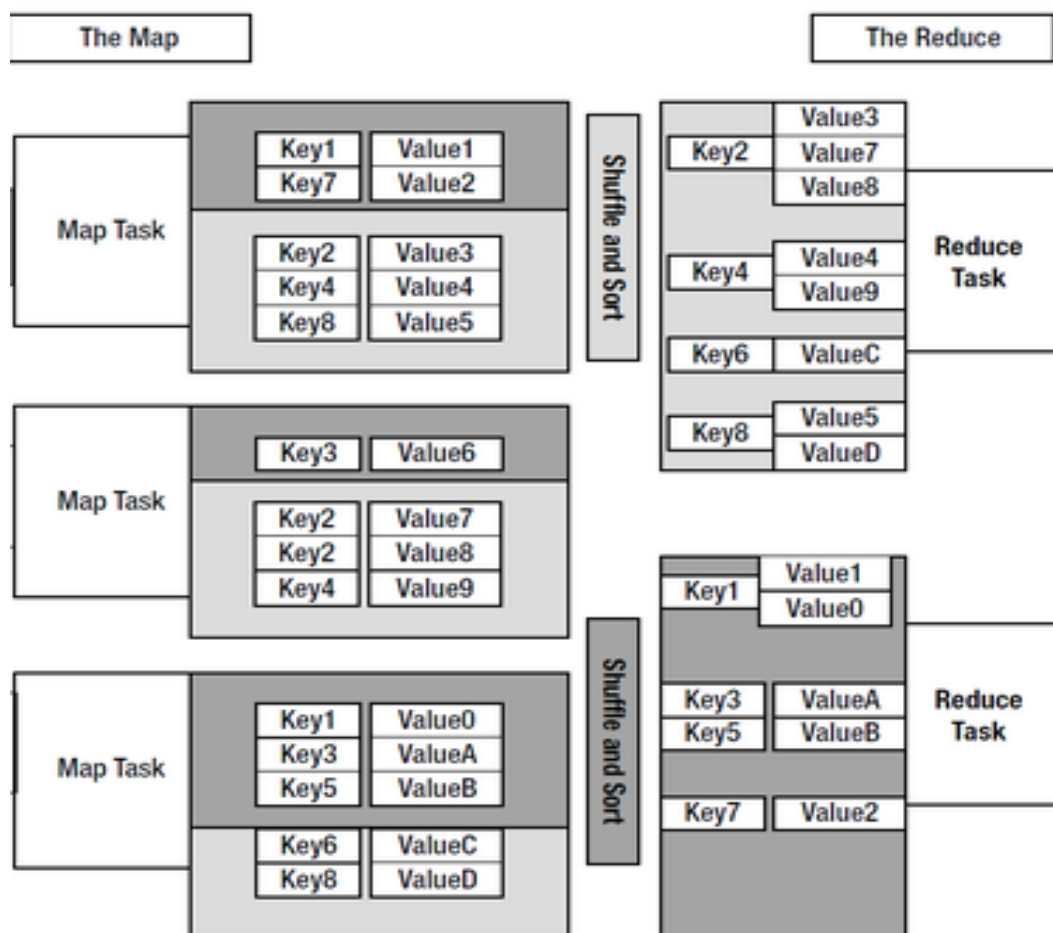 The Map
The Reduce
Map Task
Key1 Value1
Key7 Value2
Key2 Value3
Key4 Value4
Key8 Value5
Map Task
Key3 Value6
Key2 Value7
Key2 Value8
Key4 Value9
Map Task
Key1 Value0
Key3 ValueA
Key5 ValueB
Key6 ValueC
Key8 ValueD
Shuffle and Sort
Shuffle and Sort
Key2
Value3
Value7
Value8
Key4
Value4
Value9
Key6 ValueC
Key8
Value5
ValueD
Reduce
Task
Key1
Value1
Value0
Key3 ValueA
Key5 ValueB
Key7 Value2
Reduce
Task